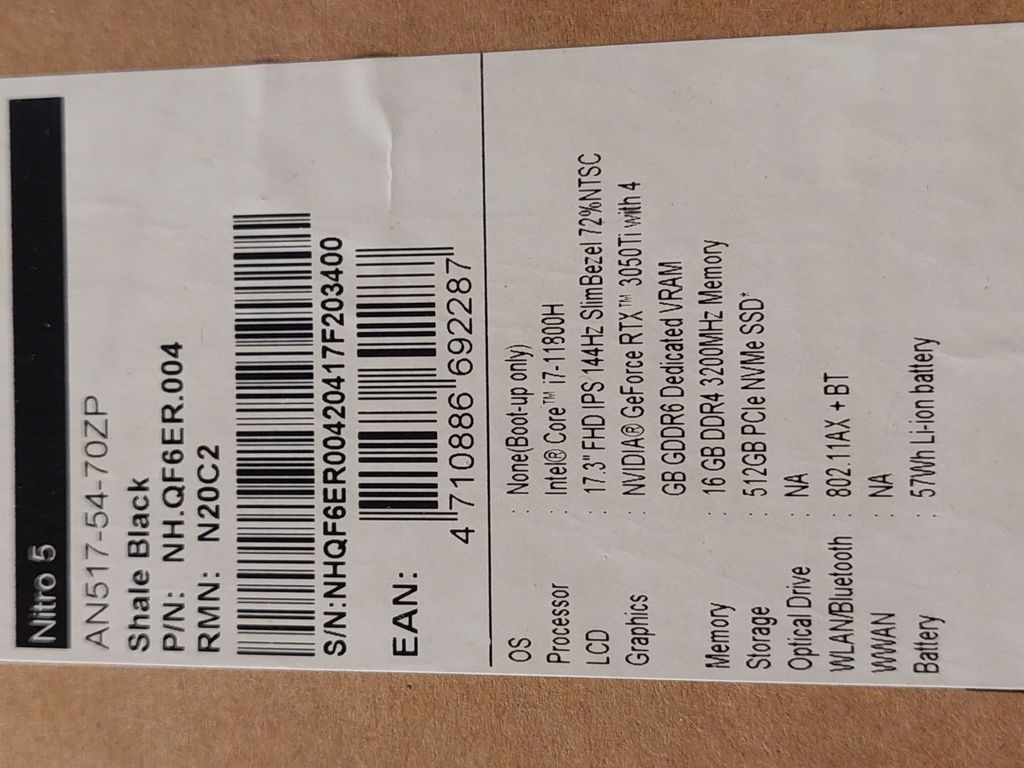 Nitro 5
AN517-54-70ZP
Shale Black
P/N: NH.QF6ER.004
RMN: N20C2
S/N:NHQF6ER00420417F203400
EAN:
4 710886 692287
OS : None(Boot-up only)
Processor : Intel® Core™ i7-11800H
LCD : 17.3" FHD IPS 144Hz SlimBezel 72%NTSC
Graphics : NVIDIA® GeForce RTX™ 3050Ti with 4
GB GDDR6 Dedicated VRAM
Memory : 16 GB DDR4 3200MHz Memory
Storage : 512GB PCIe NVMe SSD*
Optical Drive : NA
WLAN/Bluetooth : 802.11AX + BT
WWAN : NA
Battery : 57Wh Li-ion battery